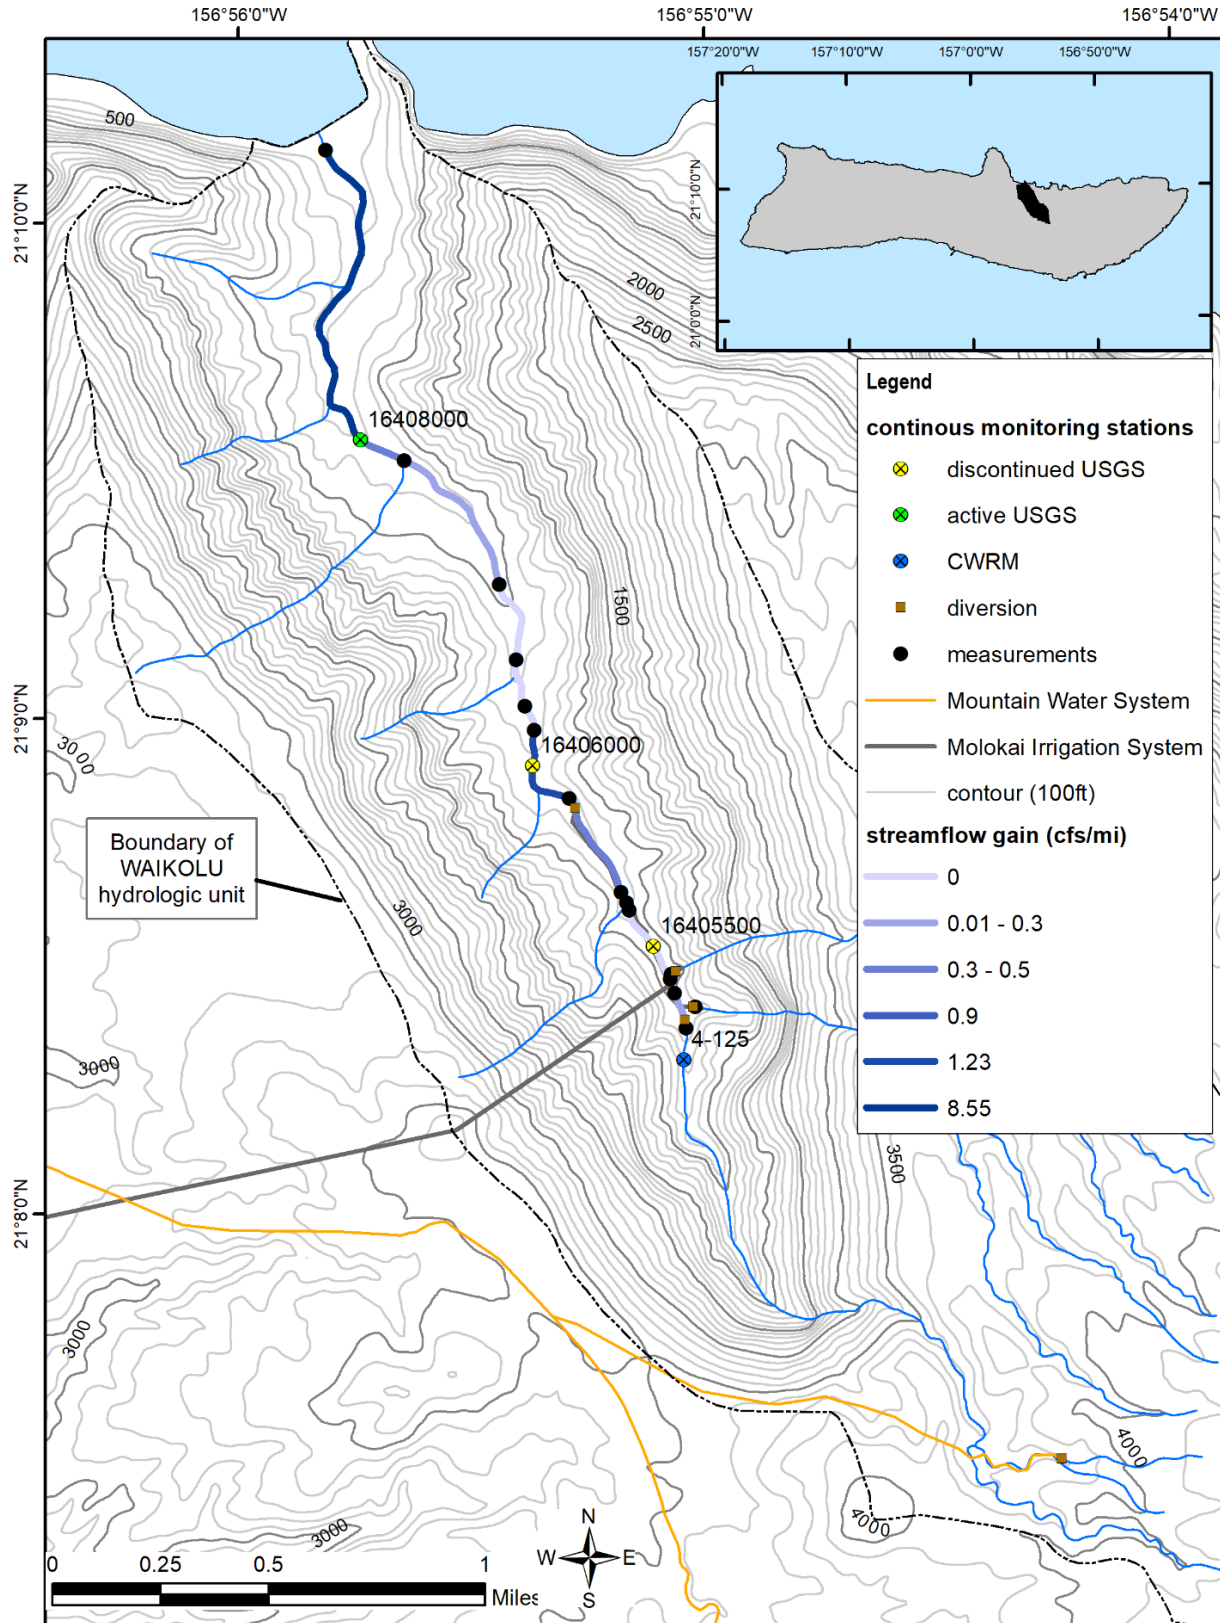 156°56'0"W
156°55'0"W
156°54'0"W
157°20'0"W
157°10'0"W
157°0'0"W
156°50'0"W
21°10'0"N
21°0'0"N
21°10'0"N
21°9'0"N
21°8'0"N
500
2000
2500
1500
3000
3000
3000
3500
3000
3000
4000
4000
16408000
16406000
16405500
4-125
Boundary of
WAIKOLU
hydrologic unit
Legend
continous monitoring stations
discontinued USGS
active USGS
CWRM
diversion
measurements
Mountain Water System
Molokai Irrigation System
contour (100ft)
streamflow gain (cfs/mi)
0
0.01 - 0.3
0.3 - 0.5
0.9
1.23
8.55
N
W E
S
0 0.25 0.5 1
Miles